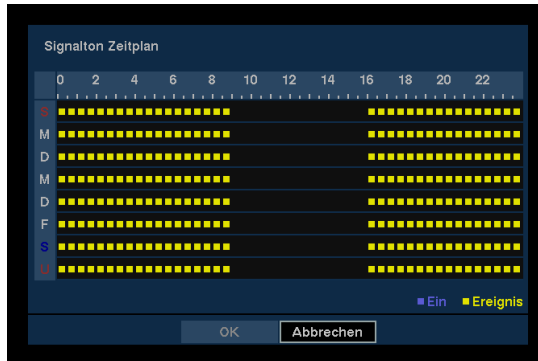 Signalton Zeitplan
0 2 4 6 8 10 12 14 16 18 20 22
S
M
D
M
D
F
S
U
Ein Ereignis
OK Abbrechen